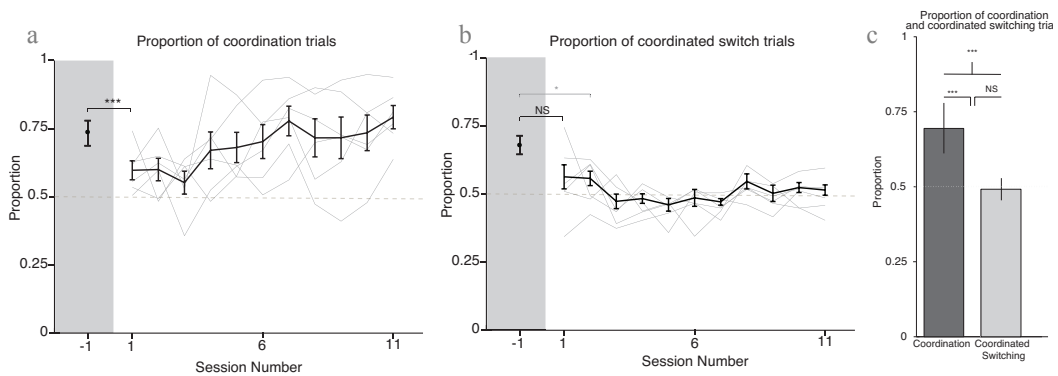 a
Proportion of coordination trials
1
0.75
0.5
0.25
0
Proportion
***
-1
1
6
11
Session Number
b
Proportion of coordinated switch trials
1
0.75
0.5
0.25
0
Proportion
*
NS
-1
1
6
11
Session Number
c
Proportion of coordination
and coordinated switching tria
1
0.75
0.5
0.25
0
Proportion
***
*** NS
Coordination Coordinated
Switching